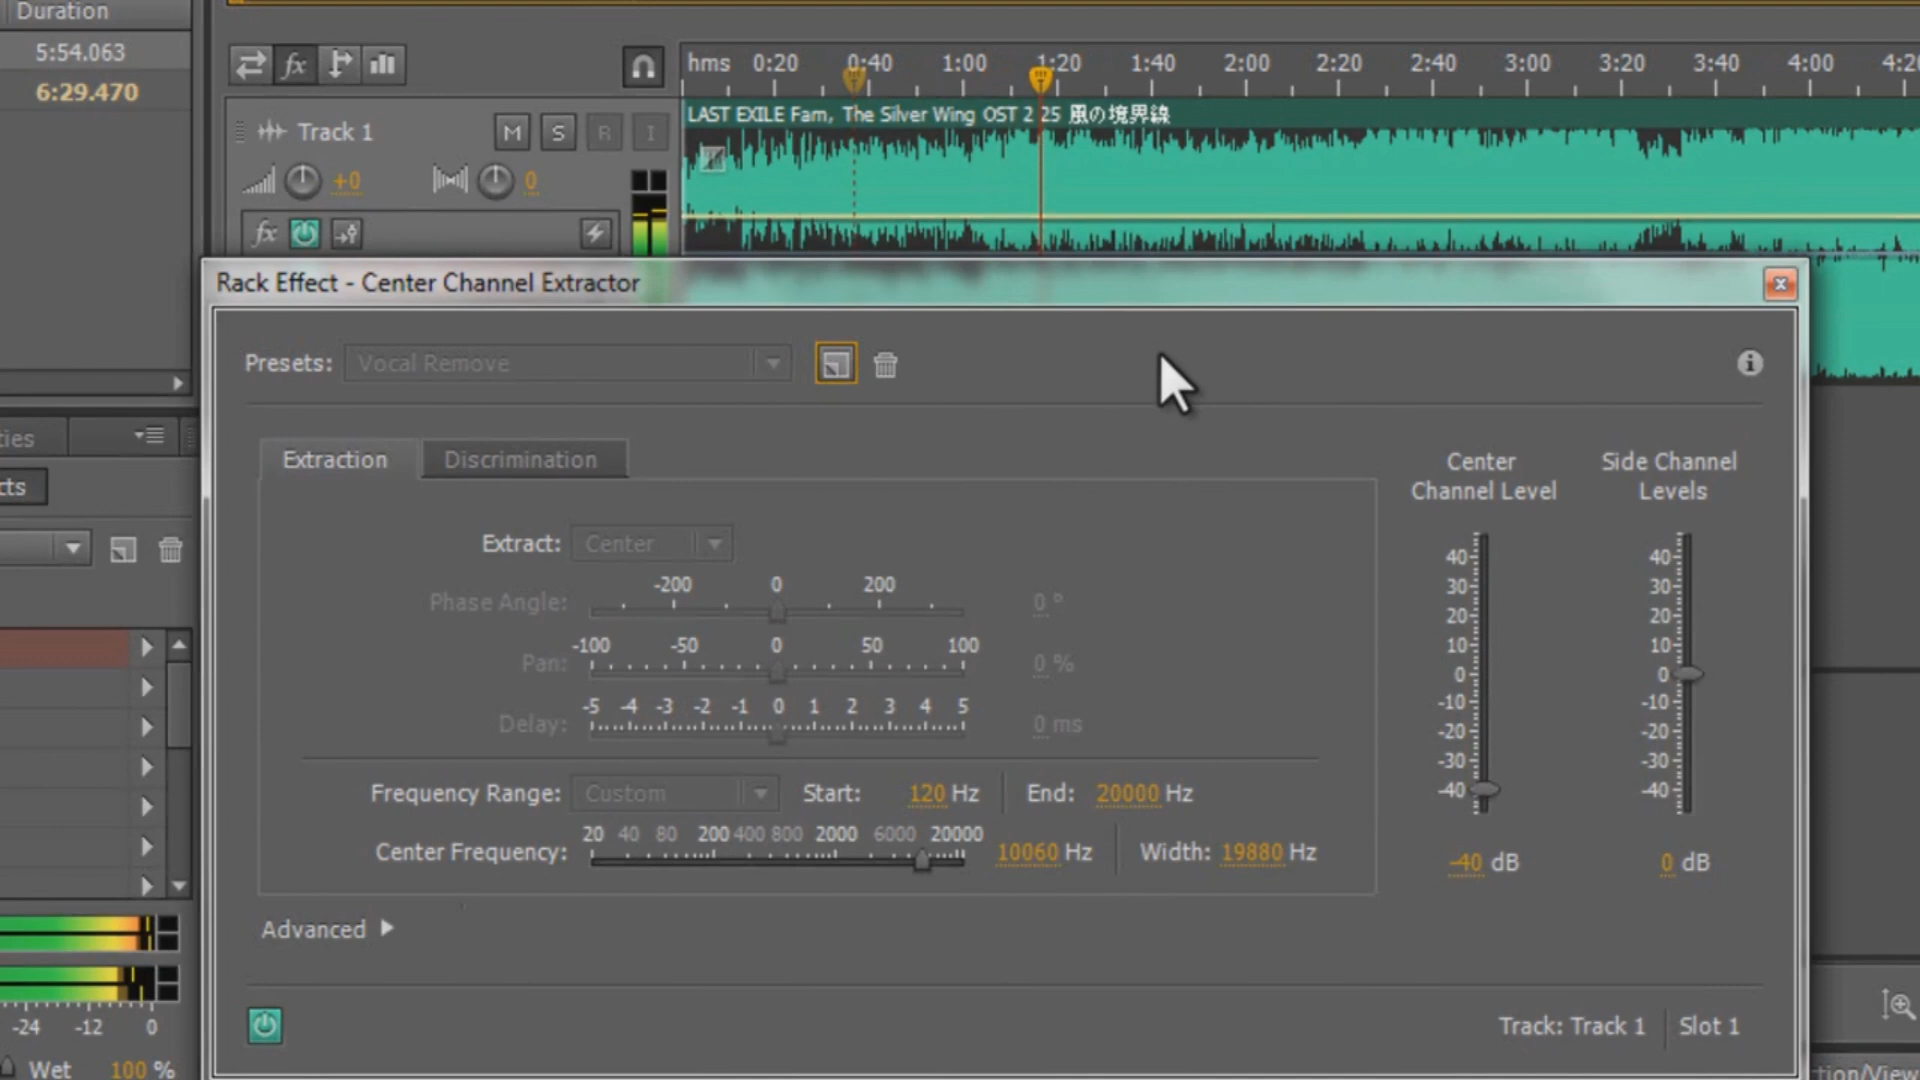 Duration
5:54.063
6:29.470
fx
hms 0:20 0:40 1:00 1:20 1:40 2:00 2:20 2:40 3:00 3:20 3:40 4:00 4:20
LAST EXILE Fam, The Silver Wing OST 2 25 風の境界線
Track 1 M S R I
+0 0
fx
Rack Effect - Center Channel Extractor
Presets: Vocal Remove
Extraction Discrimination
Center Channel Level
Side Channel Levels
Extract: Center
-200 0 200
Phase Angle: 0 °
-100 -50 0 50 100
Pan: 0 %
-5 -4 -3 -2 -1 0 1 2 3 4 5
Delay: 0 ms
Frequency Range: Custom Start: 120 Hz End: 20000 Hz
20 40 80 200 400 800 2000 6000 20000
Center Frequency: 10060 Hz Width: 19880 Hz
40 40
30 30
20 20
10 10
0 0
-10 -10
-20 -20
-30 -30
-40 -40
-40 dB 0 dB
Advanced
Track: Track 1 Slot 1
-24 -12 0
Wet 100 %